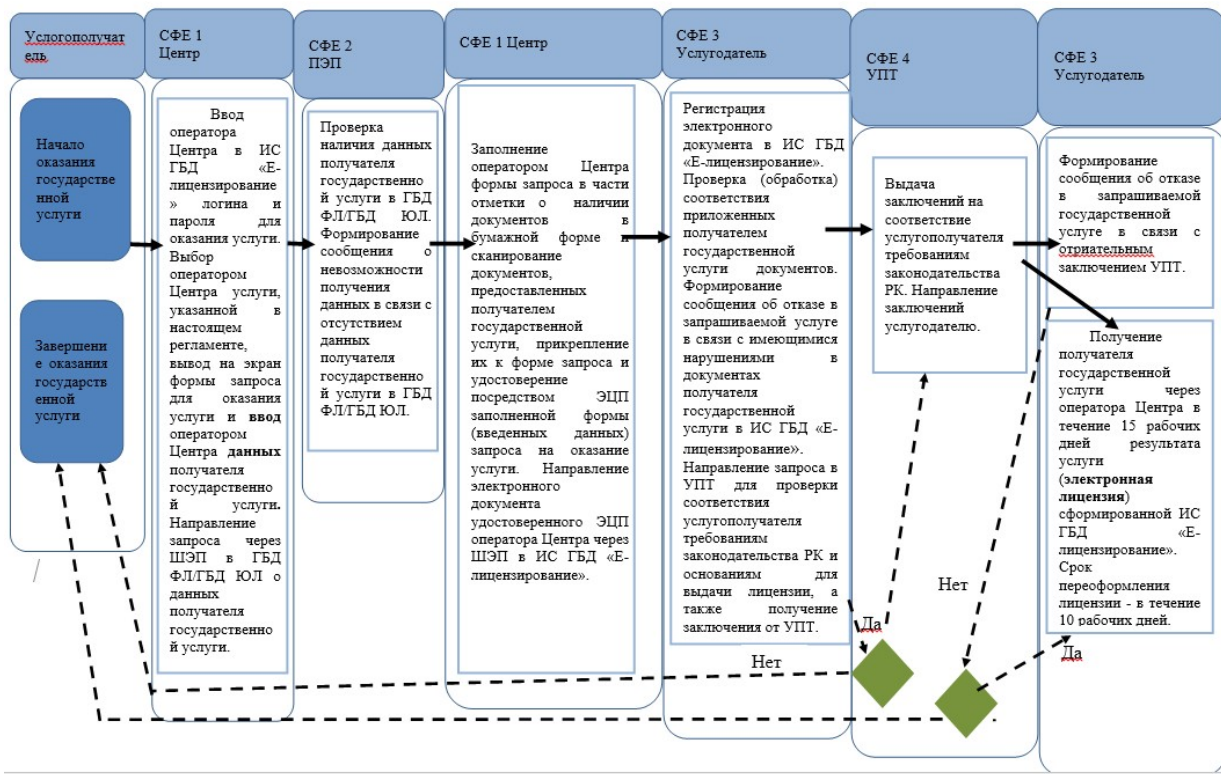 Услогополучат
ель
СФЕ 1
Центр
СФЕ 2
ПЭП
СФЕ 1 Центр
СФЕ 3
Услугодатель
СФЕ 4
УПТ
СФЕ 3
Услугодатель
Начало
оказания
государстве
нной
услуги
Завершени
е оказания
государств
енной
услуги
Ввод
оператора
Центра в ИС
ГБД «Е-
лицензирование
» логина и
пароля для
оказания услуги.
Выбор
оператором
Центра услуги,
указанной в
настоящем
регламенте,
вывод на экран
формы запроса
для оказания
услуги и ввод
оператором
Центра данных
получателя
государственно
й услуги.
Направление
запроса через
ШЭП в ГБД
ФЛ/ГБД ЮЛ о
данных
получателя
государственно
й услуги.
Проверка
наличия данных
получателя
государственно
й услуги в ГБД
ФЛ/ГБД ЮЛ.
Формирование
сообщения о
невозможности
получения
данных в связи с
отсутствием
данных
получателя
государственно
й услуги в ГБД
ФЛ/ГБД ЮЛ.
Заполнение
оператором Центра
формы запроса в части
отметки о наличии
документов в
бумажной форме и
сканирование
документов,
предоставленных
получателем
государственной
услуги, прикрепление
их к форме запроса и
удостоверение
посредством ЭЦП
заполненной формы
(введенных данных)
запроса на оказание
услуги. Направление
электронного
документа
удостоверенного ЭЦП
оператора Центра через
ШЭП в ИС ГБД «Е-
лицензирование».
Регистрация
электронного
документа в ИС ГБД
«Е-лицензирование».
Проверка (обработка)
соответствия
приложенных
получателем
государственной
услуги документов.
Формирование
сообщения об отказе в
запрашиваемой услуге
в связи с имеющимися
нарушениями в
документах
получателя
государственной
услуги в ИС ГБД «Е-
лицензирование».
Направление запроса в
УПТ для проверки
соответствия
услугополучателя
требованиям
законодательства РК и
основаниям для
выдачи лицензии, а
также получение
заключения от УПТ.
Выдача
заключений на
соответствие
услугополучателя
требованиям
законодательства
РК. Направление
заключений
услугодателю.
Формирование
сообщения об отказе
в запрашиваемой
государственной
услуге в связи с
отриательным
заключением УПТ.
Получение
получателя
государственной
услуги через
оператора Центра в
течение 15 рабочих
дней результата
услуги
(электронная
лицензия)
сформированной ИС
ГБД «Е-
лицензирование».
Срок
переоформления
лицензии - в течение
10 рабочих дней.
Да
Нет
Нет
Да